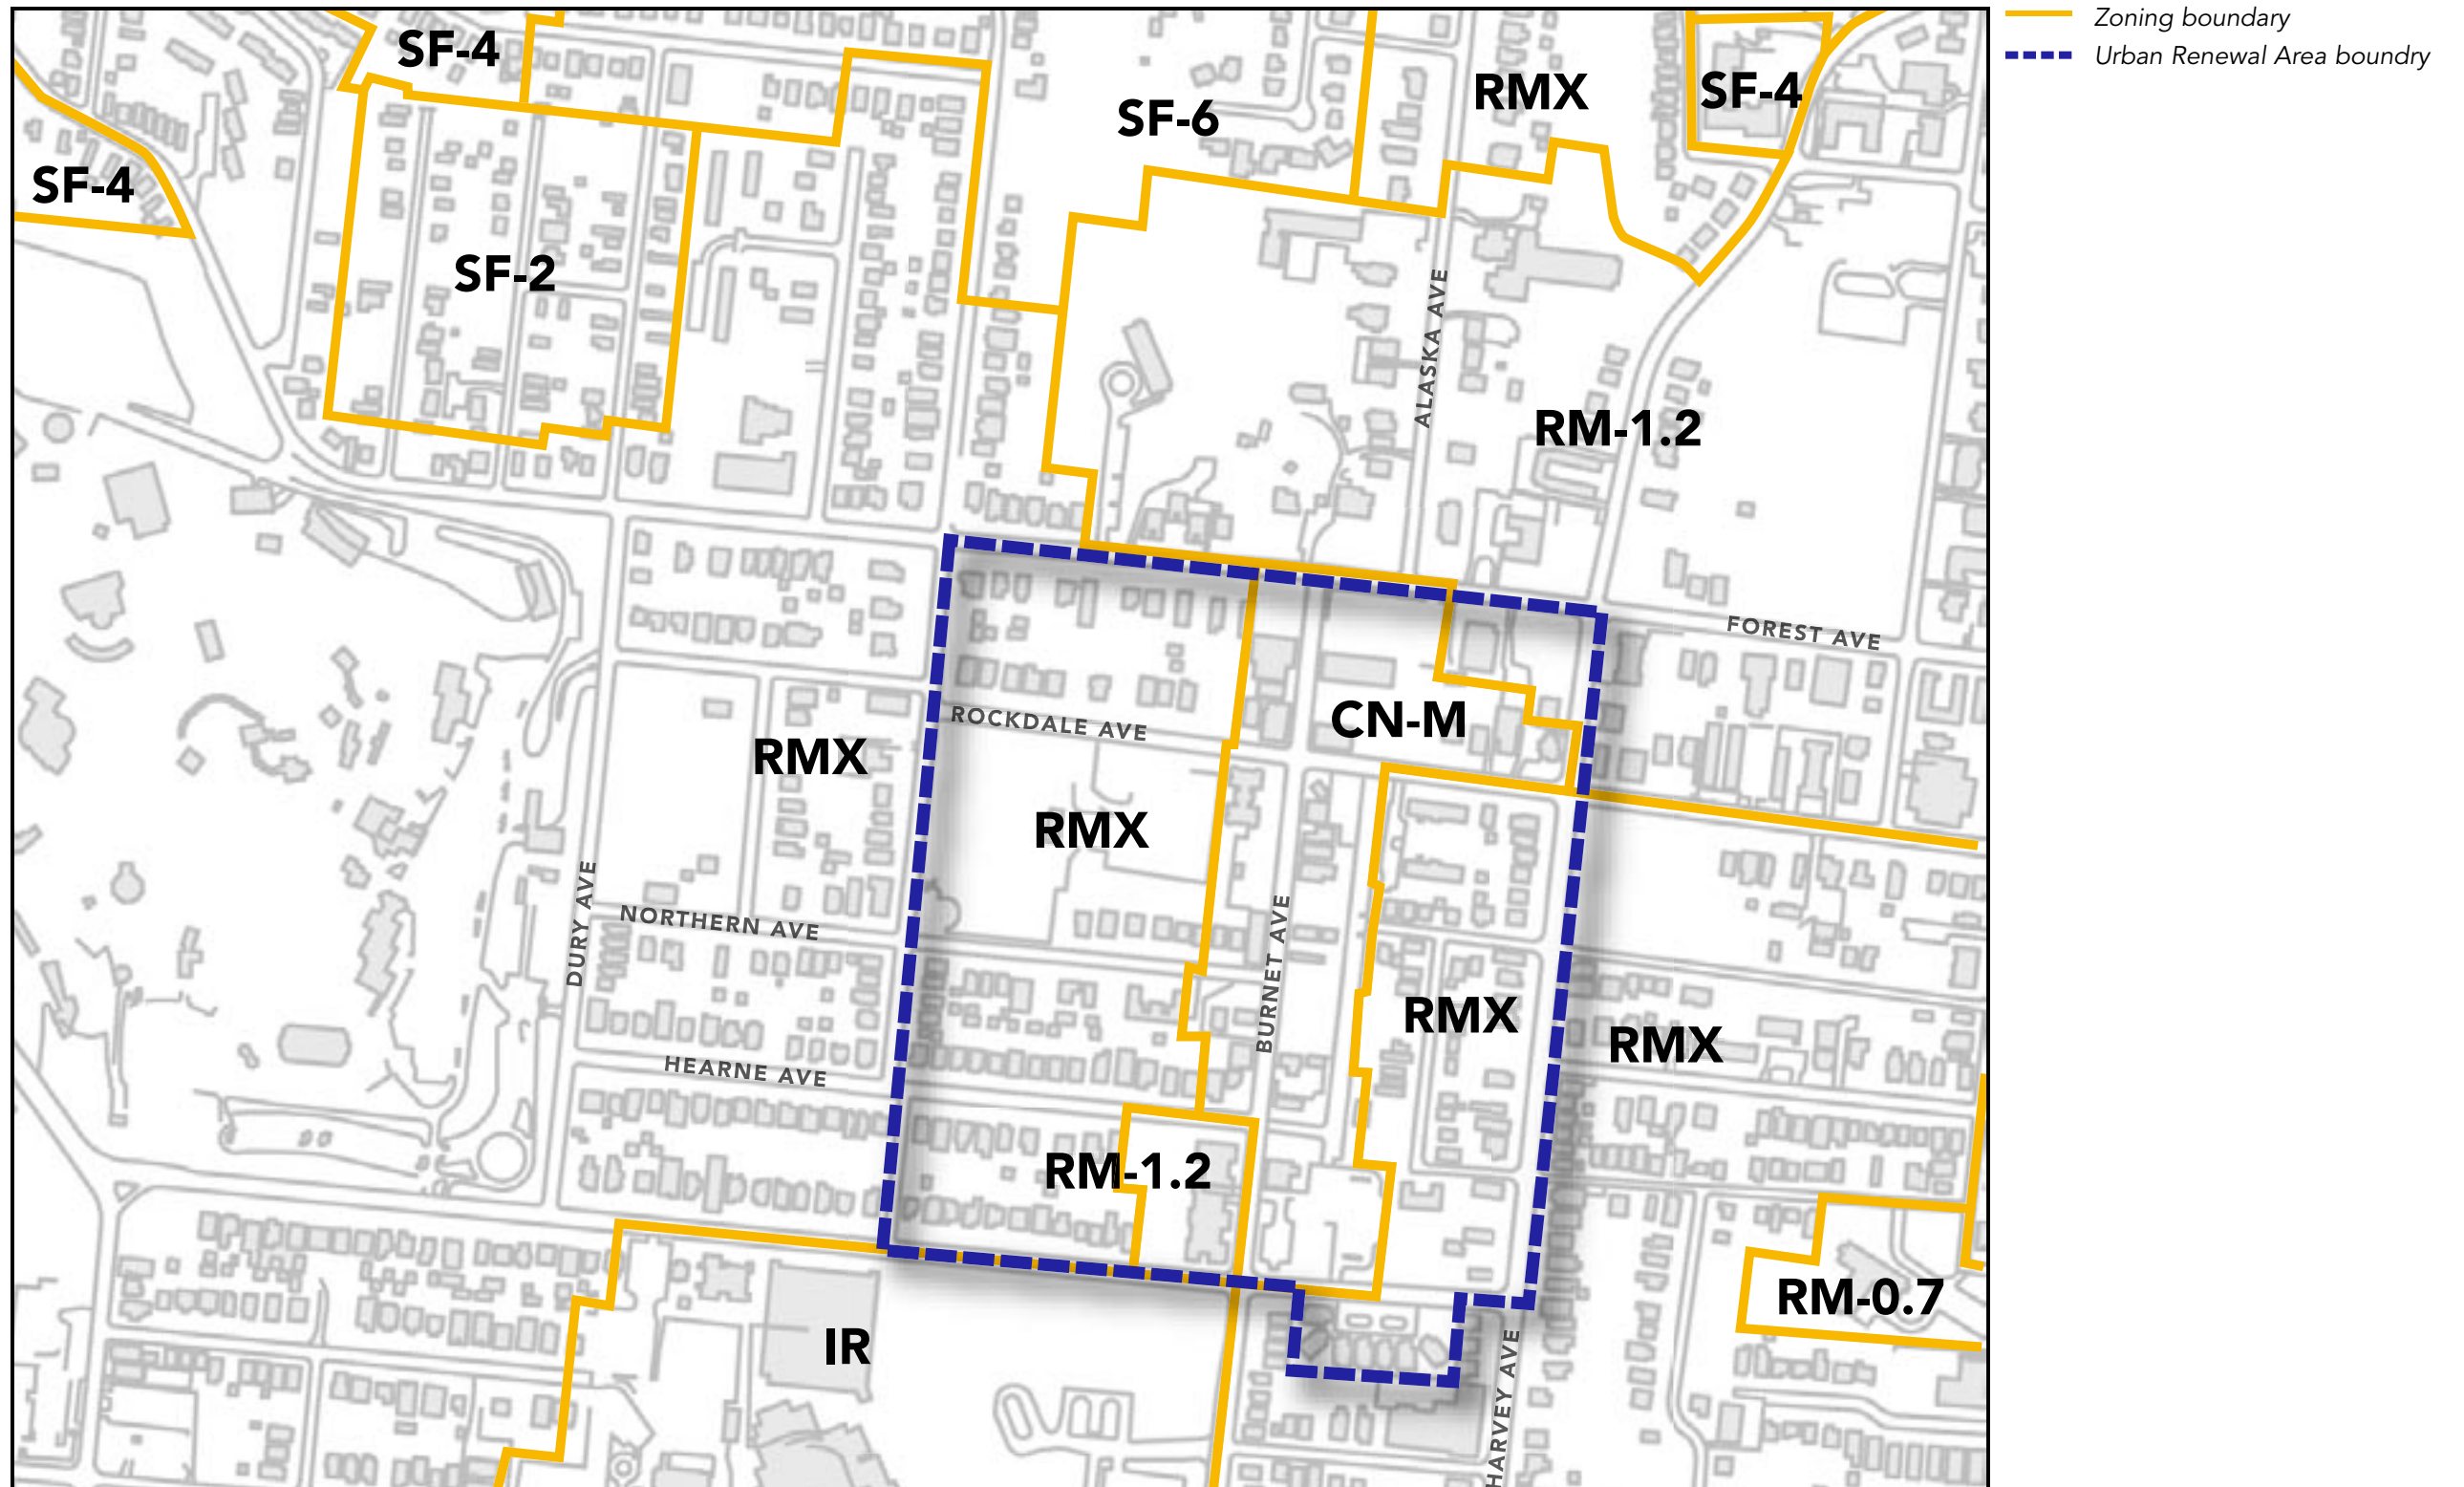 Zoning boundary
Urban Renewal Area boundry
SF-4
RMX
SF-4
SF-6
SF-4
SF-2
ALASKA AVE
RM-1.2
FOREST AVE
ROCKDALE AVE
CN-M
RMX
RMX
DURY AVE
NORTHERN AVE
BURNET AVE
RMX
RMX
HEARNE AVE
RM-1.2
RM-0.7
IR
HARVEY AVE